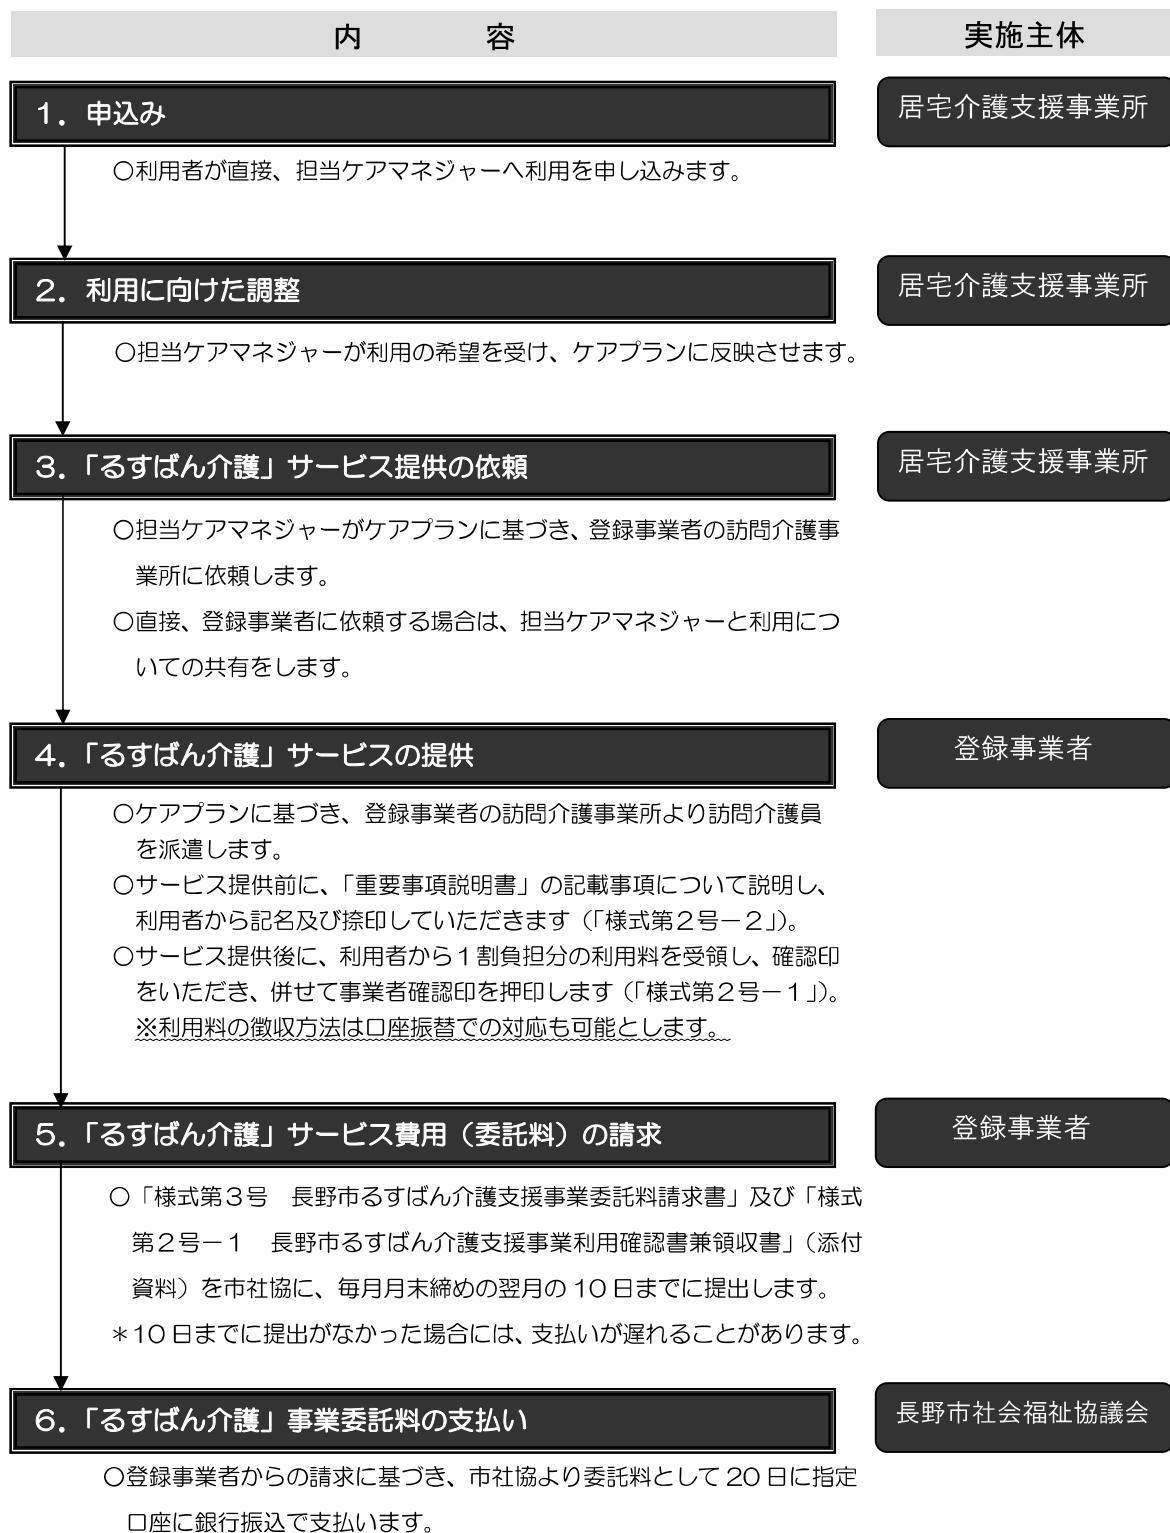 内　　容
実施主体
１．申込み
居宅介護支援事業所
○利用者が直接、担当ケアマネジャーへ利用を申し込みます。
２．利用に向けた調整
居宅介護支援事業所
○担当ケアマネジャーが利用の希望を受け、ケアプランに反映させます。
３．「るすばん介護」サービス提供の依頼
居宅介護支援事業所
○担当ケアマネジャーがケアプランに基づき、登録事業者の訪問介護事
業所に依頼します。
○直接、登録事業者に依頼する場合は、担当ケアマネジャーと利用につ
いての共有をします。
４．「るすばん介護」サービスの提供
登録事業者
○ケアプランに基づき、登録事業者の訪問介護事業所より訪問介護員
を派遣します。
○サービス提供前に、「重要事項説明書」の記載事項について説明し、
利用者から記名及び捺印していただきます（「様式第２号－２」）。
○サービス提供後に、利用者から１割負担分の利用料を受領し、確認印
をいただき、併せて事業者確認印を押印します（「様式第２号－１」）。
※利用料の徴収方法は口座振替での対応も可能とします。
５．「るすばん介護」サービス費用（委託料）の請求
登録事業者
○「様式第３号　長野市るすばん介護支援事業委託料請求書」及び「様式
第２号－１　長野市るすばん介護支援事業利用確認書兼領収書」（添付
資料）を市社協に、毎月月末締めの翌月の 10 日までに提出します。
＊10 日までに提出がなかった場合には、支払いが遅れることがあります。
６．「るすばん介護」事業委託料の支払い
長野市社会福祉協議会
○登録事業者からの請求に基づき、市社協より委託料として 20 日に指定
口座に銀行振込で支払います。